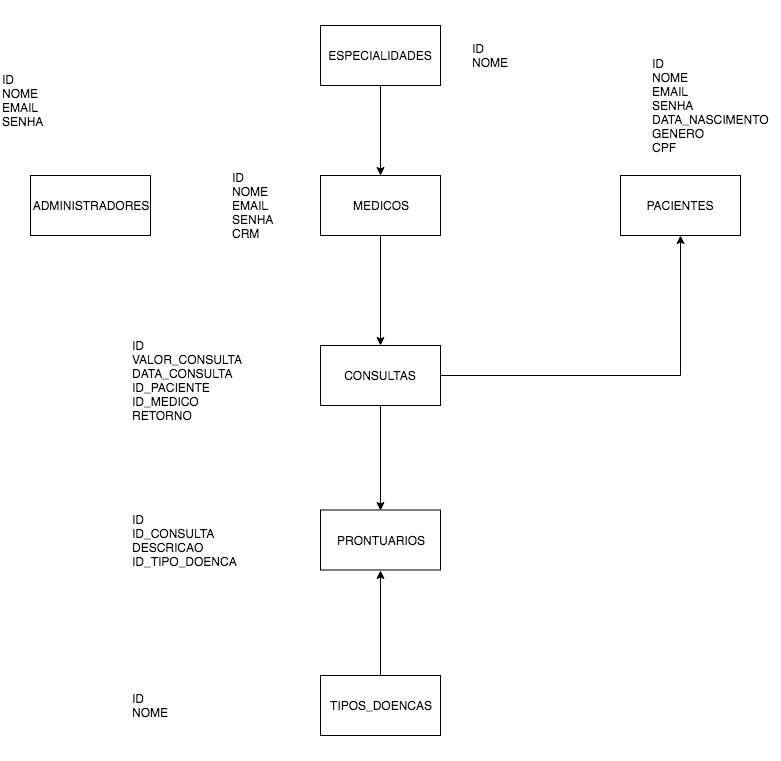 ESPECIALIDADES
ID
NOME
ID
NOME
EMAIL
SENHA
DATA_NASCIMENTO
GENERO
CPF
ID
NOME
EMAIL
SENHA
ADMINISTRADORES
ID
NOME
EMAIL
SENHA
CRM
MEDICOS
PACIENTES
ID
VALOR_CONSULTA
DATA_CONSULTA
ID_PACIENTE
ID_MEDICO
RETORNO
CONSULTAS
ID
ID_CONSULTA
DESCRICAO
ID_TIPO_DOENCA
PRONTUARIOS
ID
NOME
TIPOS_DOENCAS